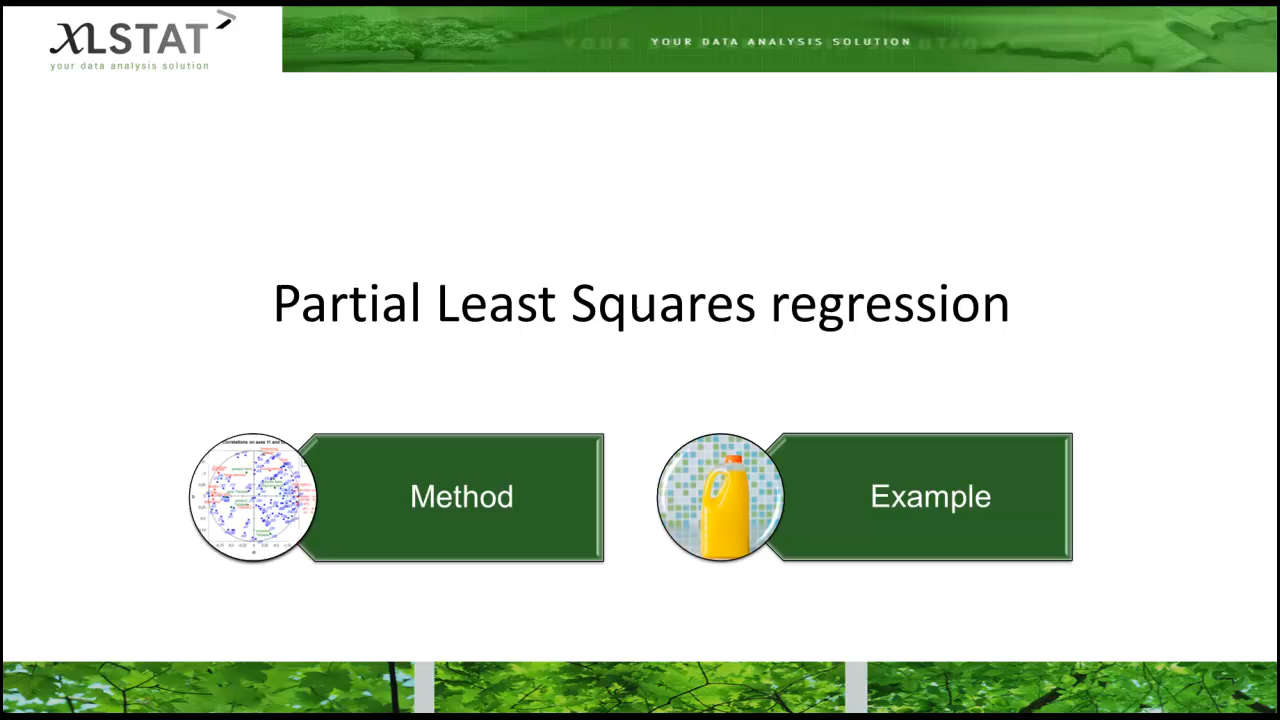 XLSTAT
your data analysis solution
YOUR DATA ANALYSIS SOLUTION
Partial Least Squares regression
Method
Example